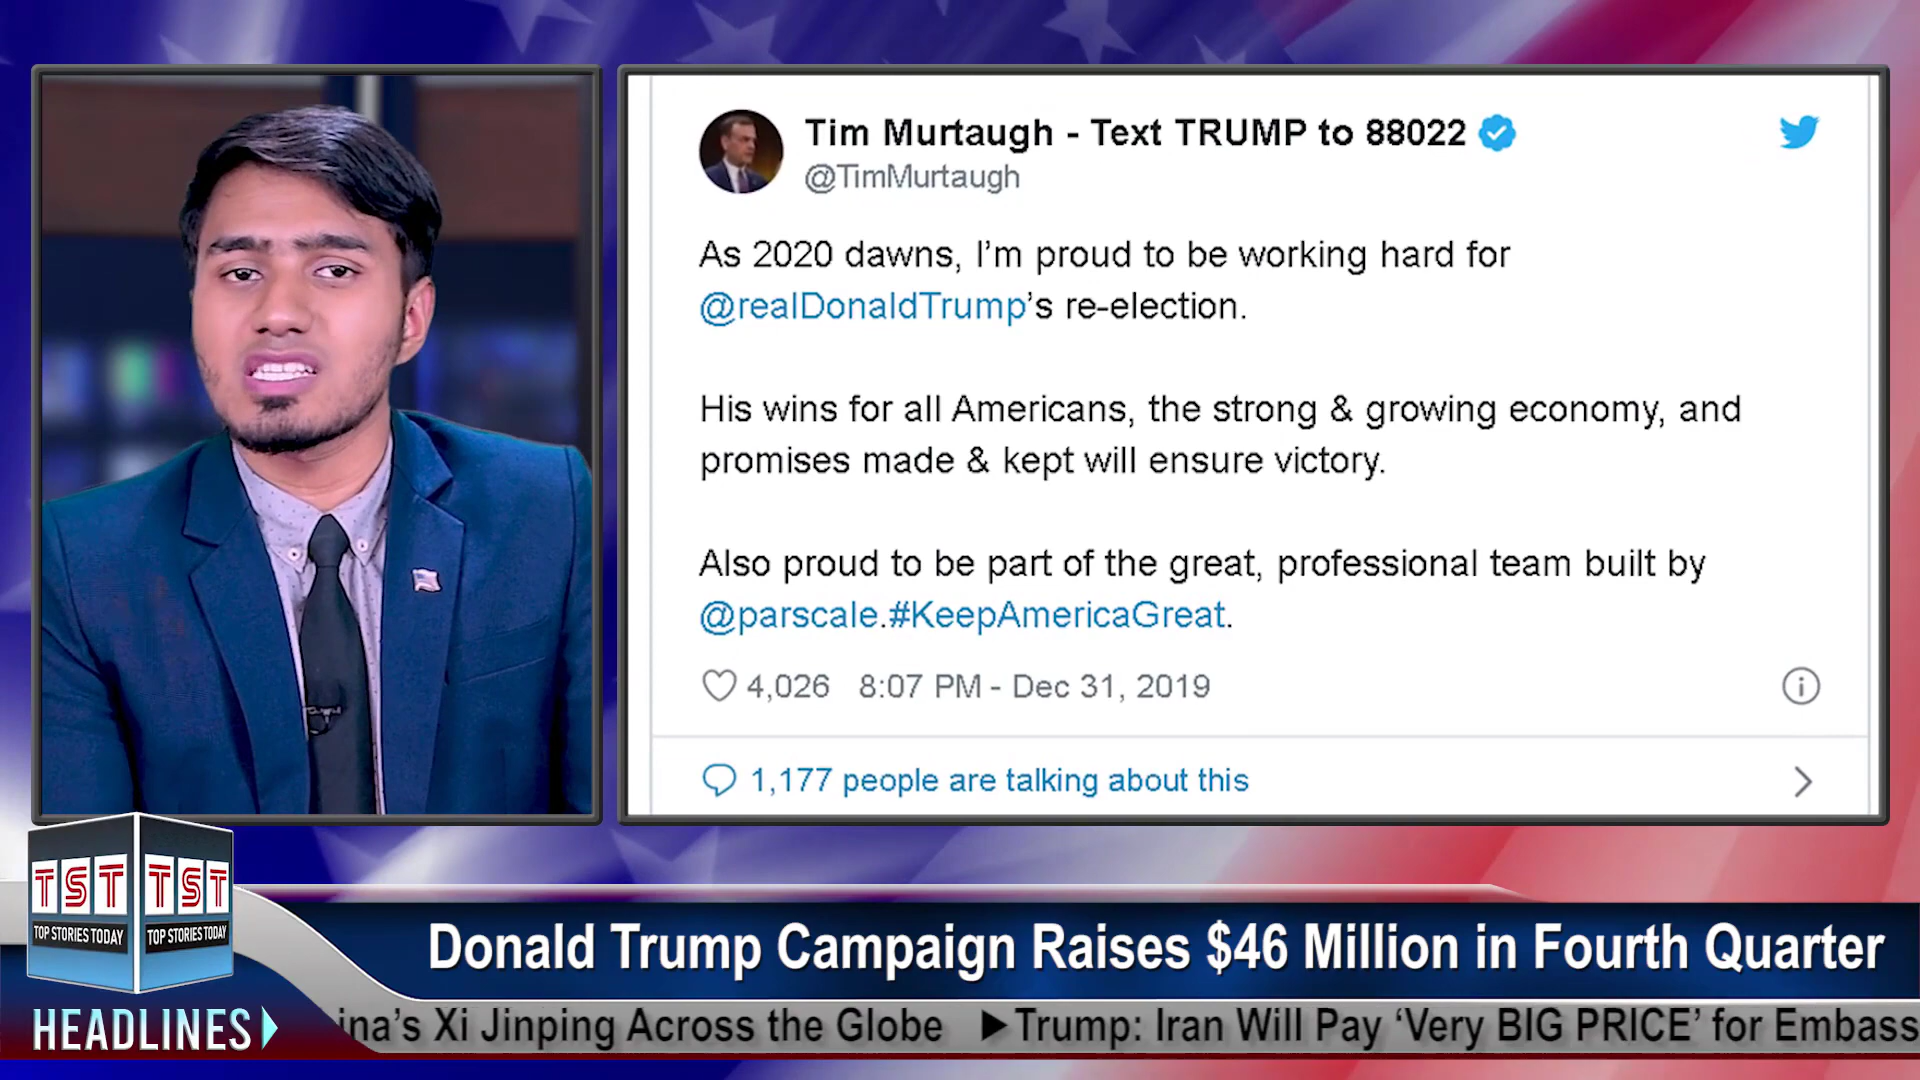 Tim Murtaugh - Text TRUMP to 88022
@TimMurtaugh
As 2020 dawns, I’m proud to be working hard for
@realDonaldTrump’s re-election.
His wins for all Americans, the strong & growing economy, and
promises made & kept will ensure victory.
Also proud to be part of the great, professional team built by
@parscale.#KeepAmericaGreat.
4,026 8:07 PM - Dec 31, 2019
1,177 people are talking about this
TST TST
TOP STORIES TODAY TOP STORIES TODAY
Donald Trump Campaign Raises $46 Million in Fourth Quarter
HEADLINES
ina’s Xi Jinping Across the Globe ▶Trump: Iran Will Pay ‘Very BIG PRICE’ for Embass